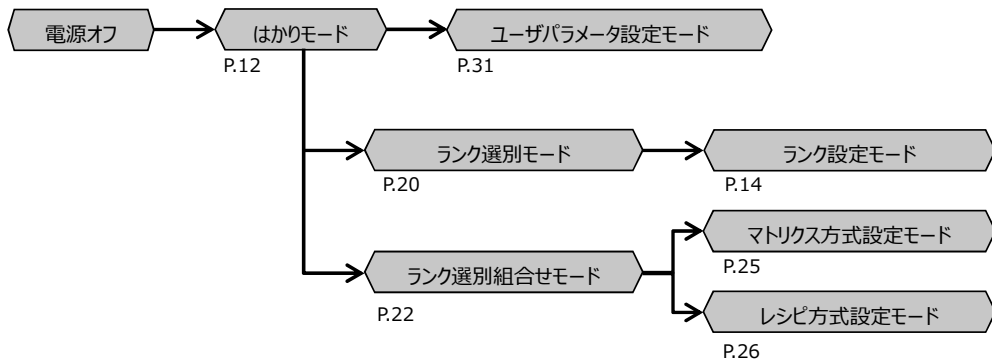 電源オフ
はかりモード
ユーザパラメータ設定モード
P.12
P.31
ランク選別モード
ランク設定モード
P.20
P.14
マトリクス方式設定モード
P.25
ランク選別組合せモード
P.22
レシピ方式設定モード
P.26